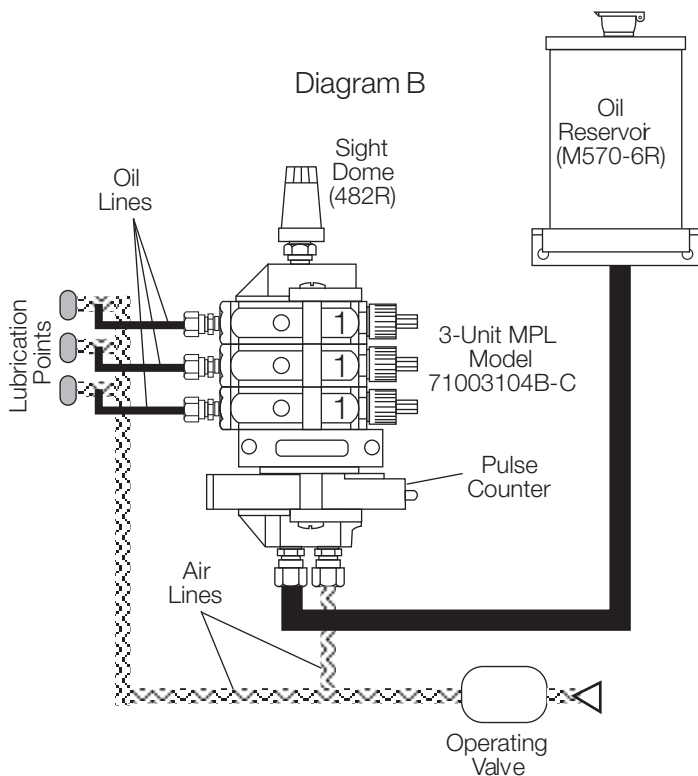 Diagram B
Oil
Reservoir
(M570-6R)
Sight
Dome
(482R)
Oil
Lines
Lubrication
Points
1
1
1
3-Unit MPL
Model
71003104B-C
Pulse
Counter
Air
Lines
Operating
Valve